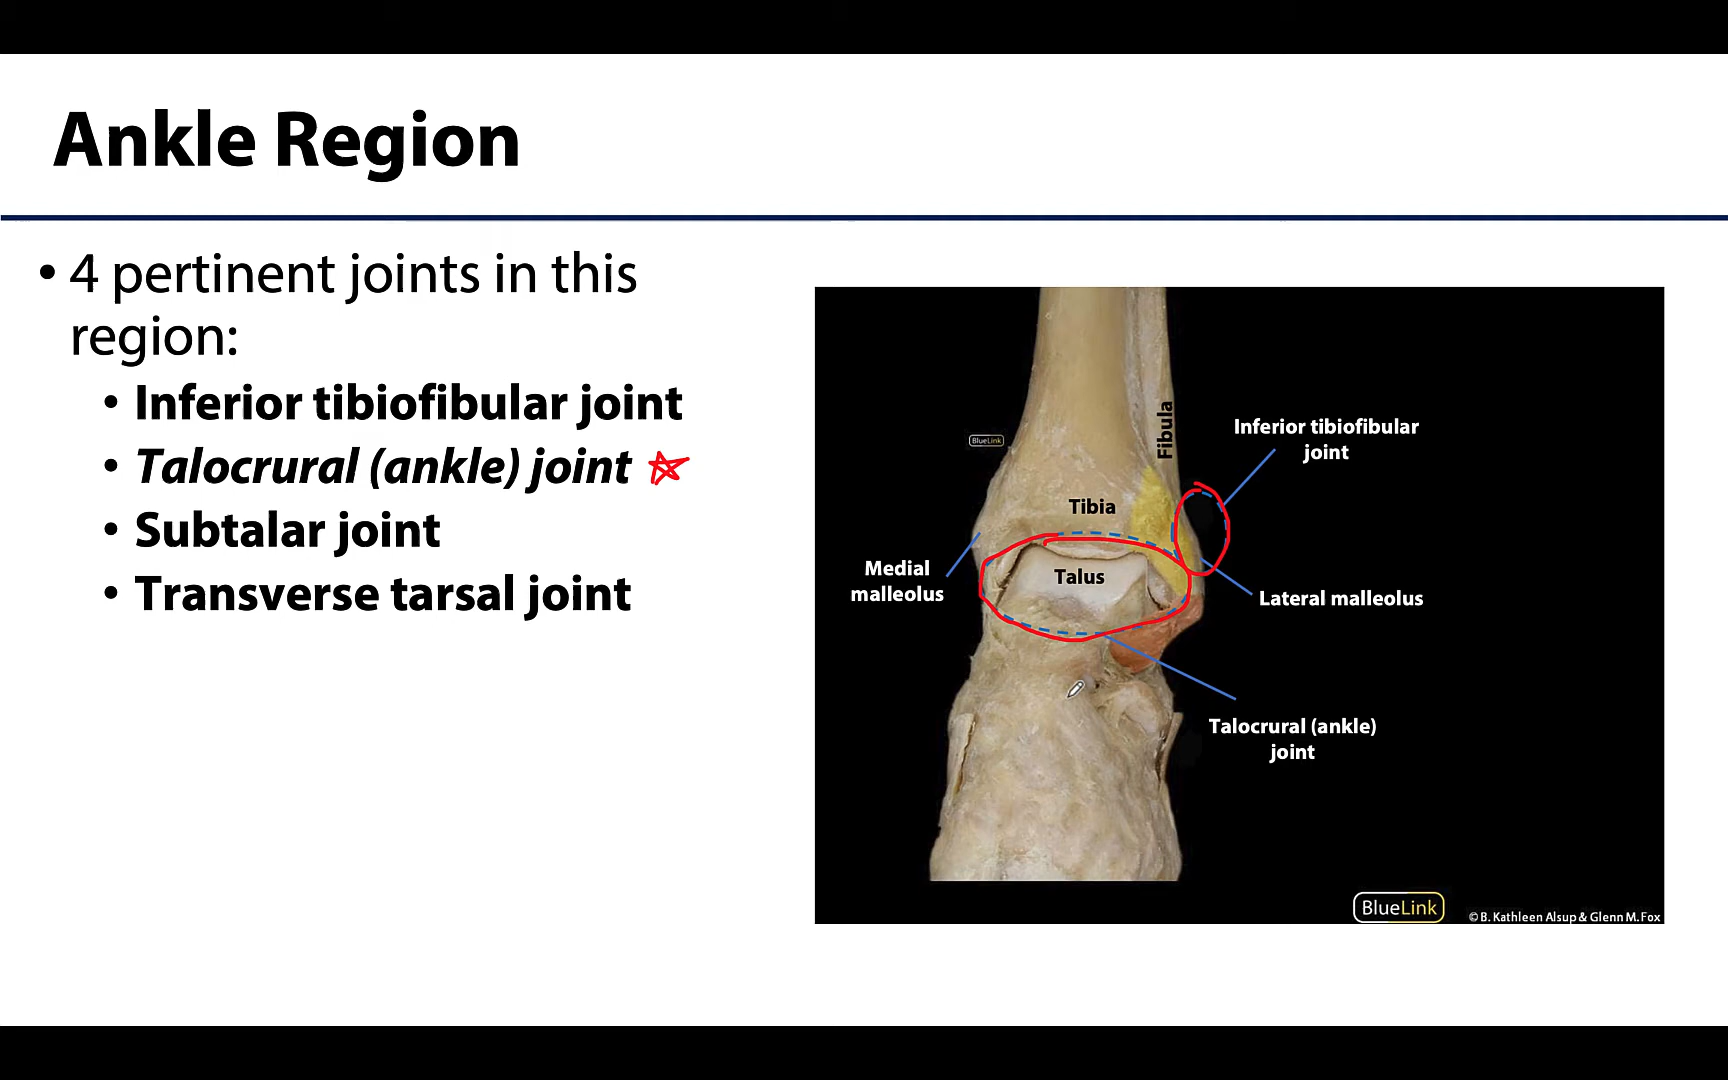 Ankle Region
• 4 pertinent joints in this
region:
• Inferior tibiofibular joint
• Talocrural (ankle) joint
• Subtalar joint
• Transverse tarsal joint
Fibula
Inferior tibiofibular
joint
BlueLink
Tibia
Medial
malleolus
Talus
Lateral malleolus
Talocrural (ankle)
joint
BlueLink
© B. Kathleen Alsup & Glenn M. Fox